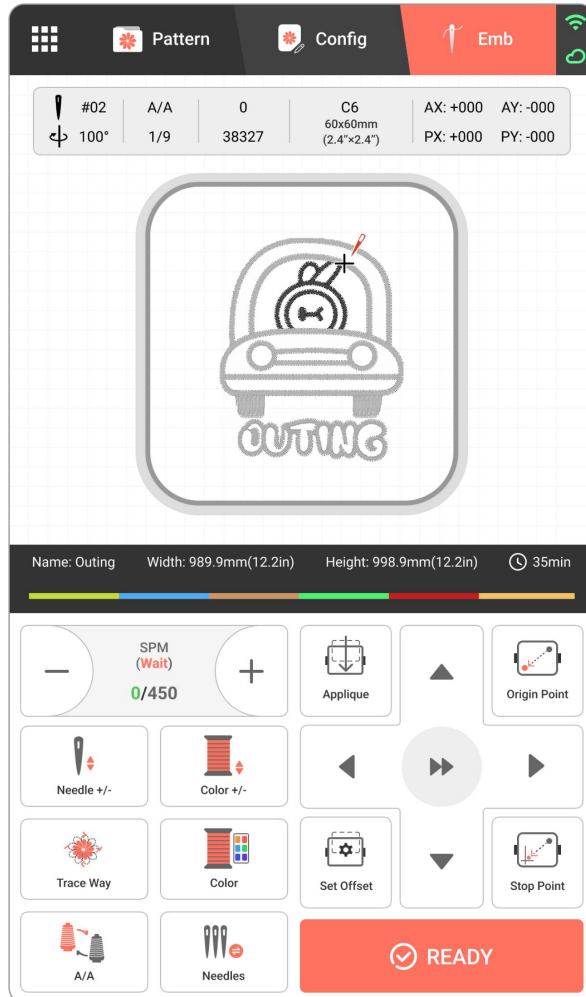 Pattern Config Emb
#02 A/A 0 C6 AX: +000 AY: -000
60x60mm
100° 1/9 38327 (2.4"×2.4") PX: +000 PY: -000
OUTING
Name: Outing Width: 989.9mm(12.2in) Height: 998.9mm(12.2in) 35min
SPM
(Wait)
0/450
Applique Origin Point
Needle +/- Color +/-
Trace Way Color Set Offset Stop Point
READY
A/A Needles